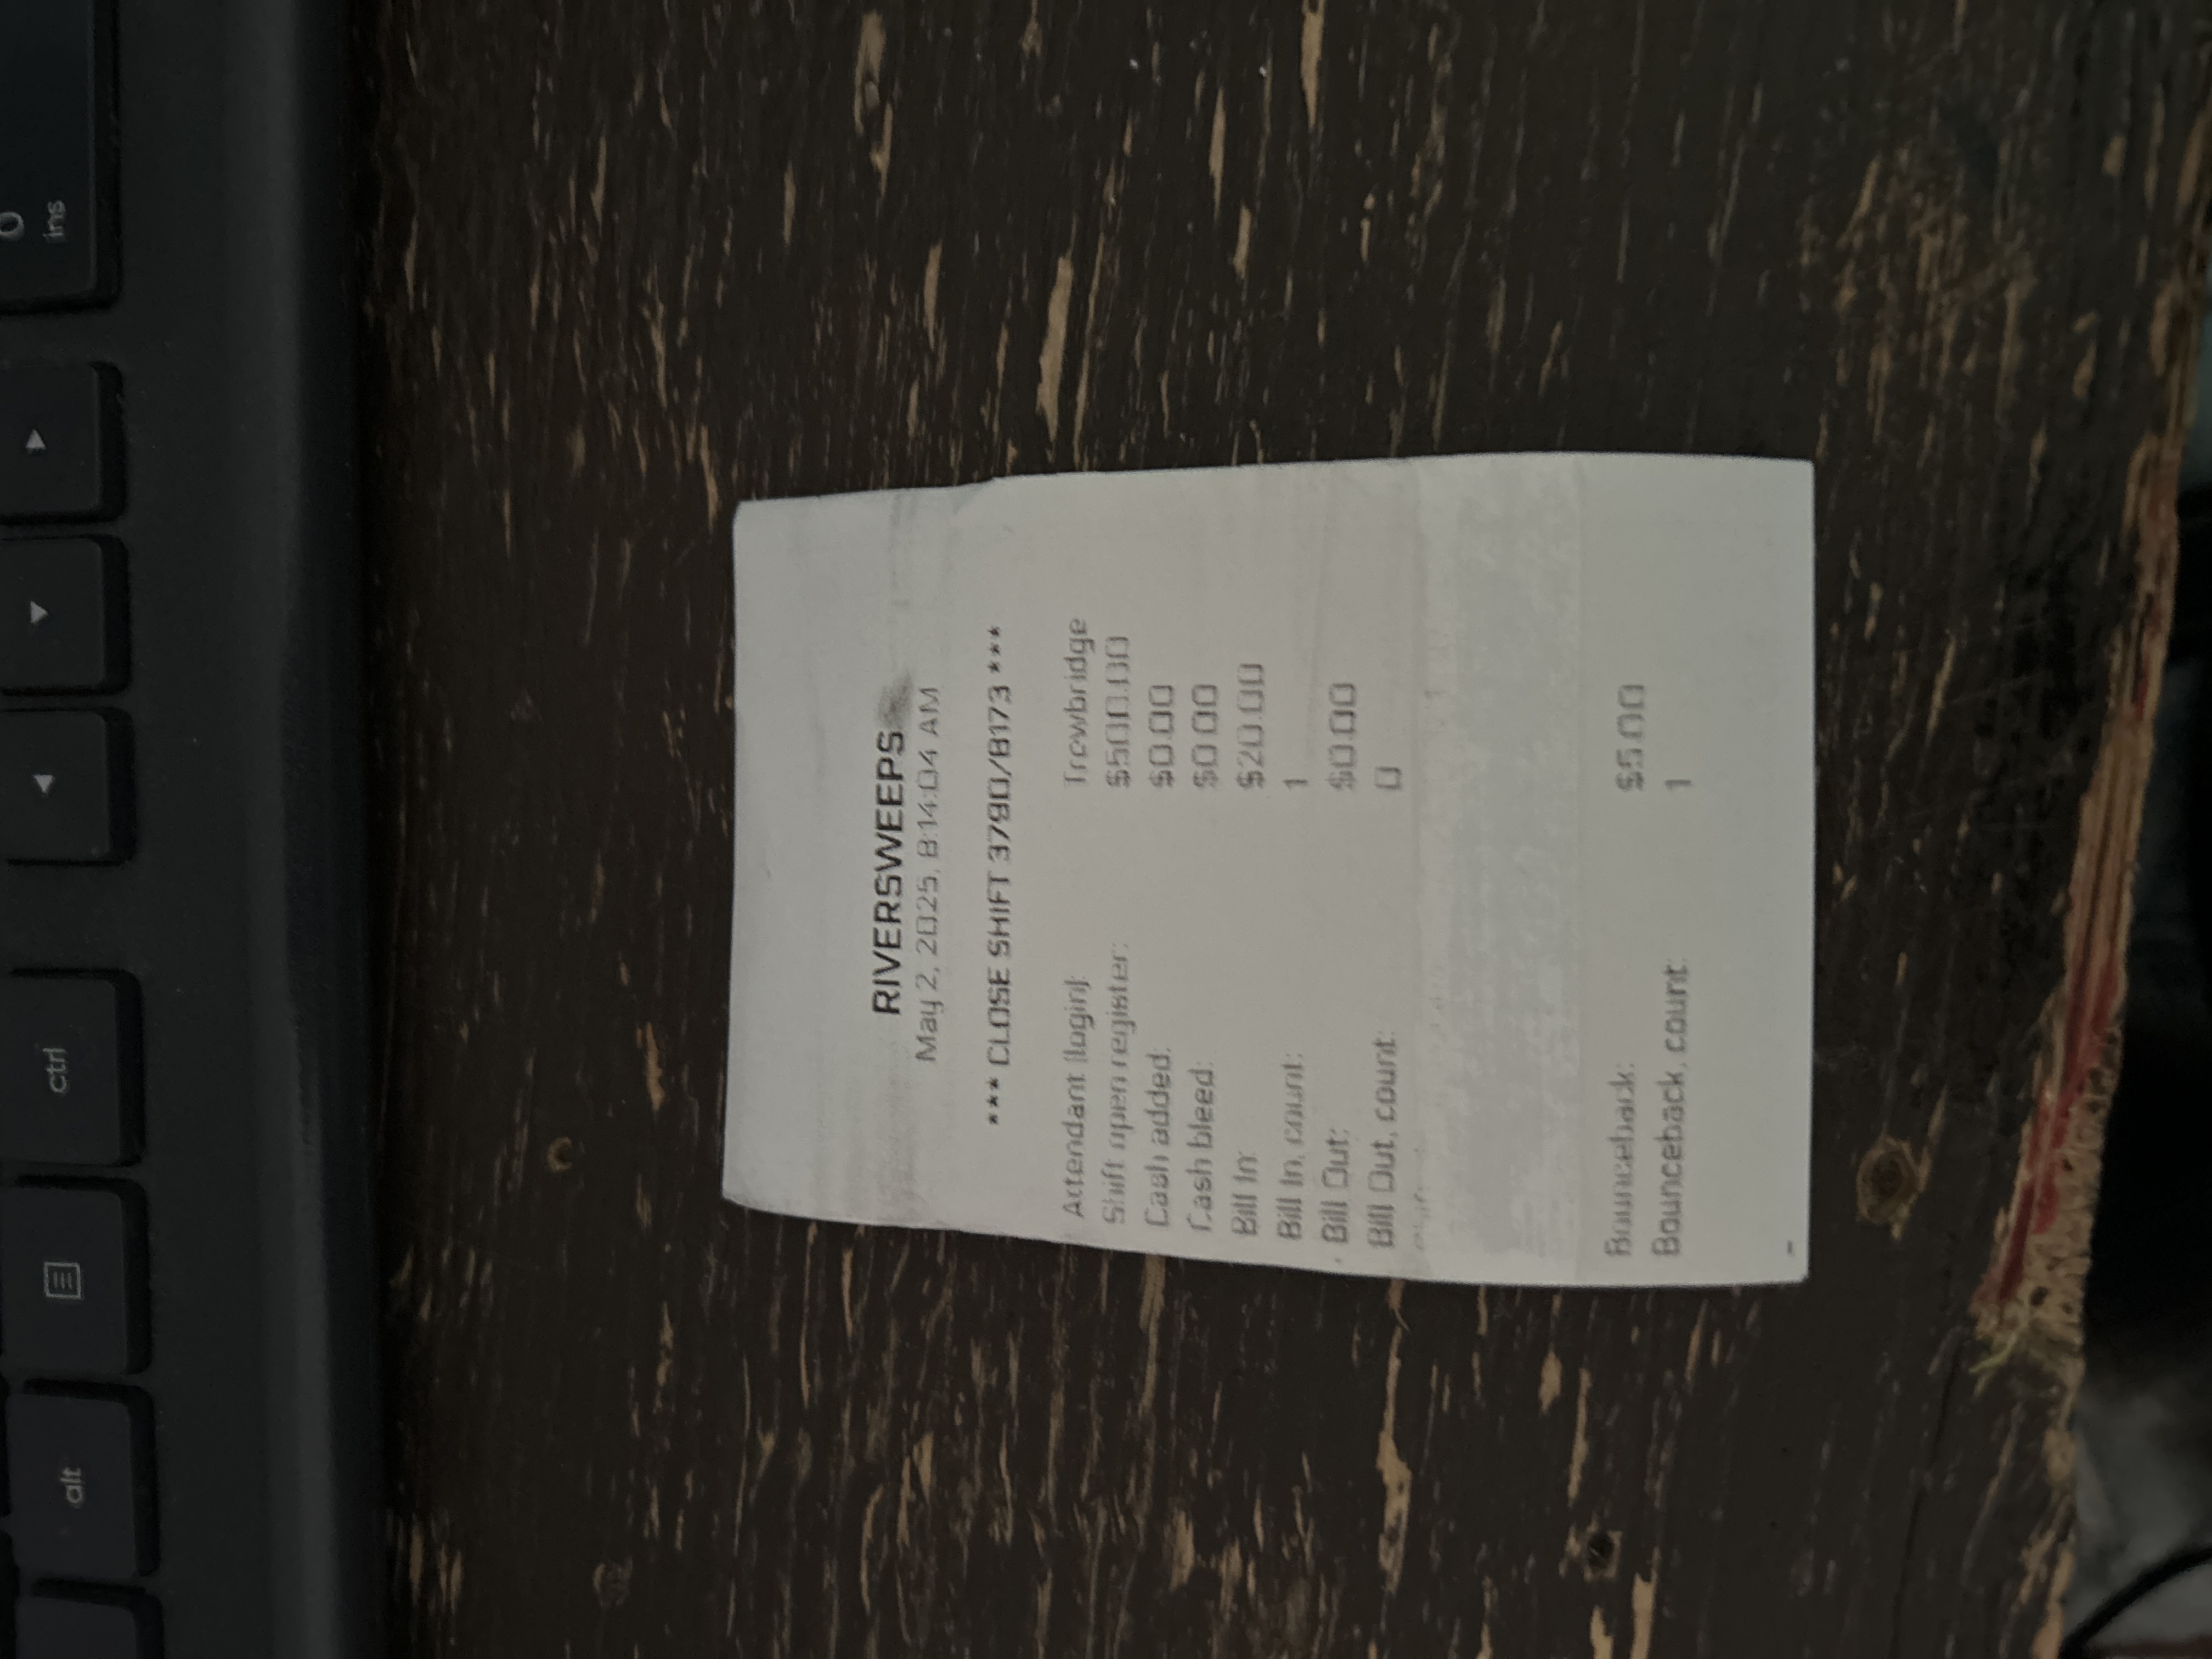 RIVERSWEEPS
May 2, 2025, 8:14:04 AM
*** CLOSE SHIFT 3790/8173 ***
Attendant (login): Trowbridge
Shift open register: $500.00
Cash added: $0.00
Cash bleed: $0.00
Bill In: $20.00
Bill In, count: 1
Bill Out: $0.00
Bill Out, count: 0
Bounceback: $5.00
Bounceback, count: 1
0
ins
ctrl
alt